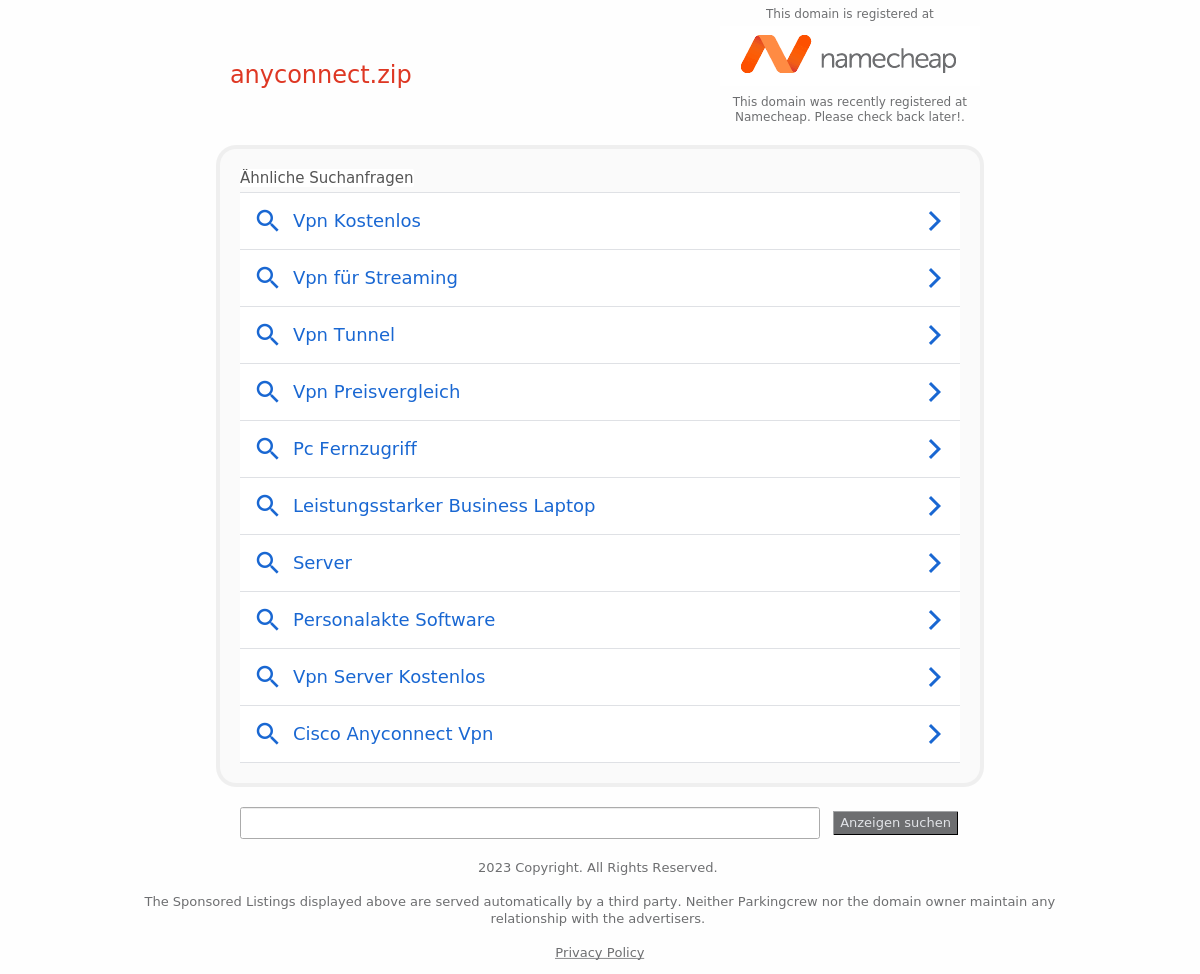 This domain is registered at
namecheap
anyconnect.zip
This domain was recently registered at
Namecheap. Please check back later!.
Ähnliche Suchanfragen
Vpn Kostenlos
Vpn für Streaming
Vpn Tunnel
Vpn Preisvergleich
Pc Fernzugriff
Leistungsstarker Business Laptop
Server
Personalakte Software
Vpn Server Kostenlos
Cisco Anyconnect Vpn
Anzeigen suchen
2023 Copyright. All Rights Reserved.
The Sponsored Listings displayed above are served automatically by a third party. Neither Parkingcrew nor the domain owner maintain any
relationship with the advertisers.
Privacy Policy